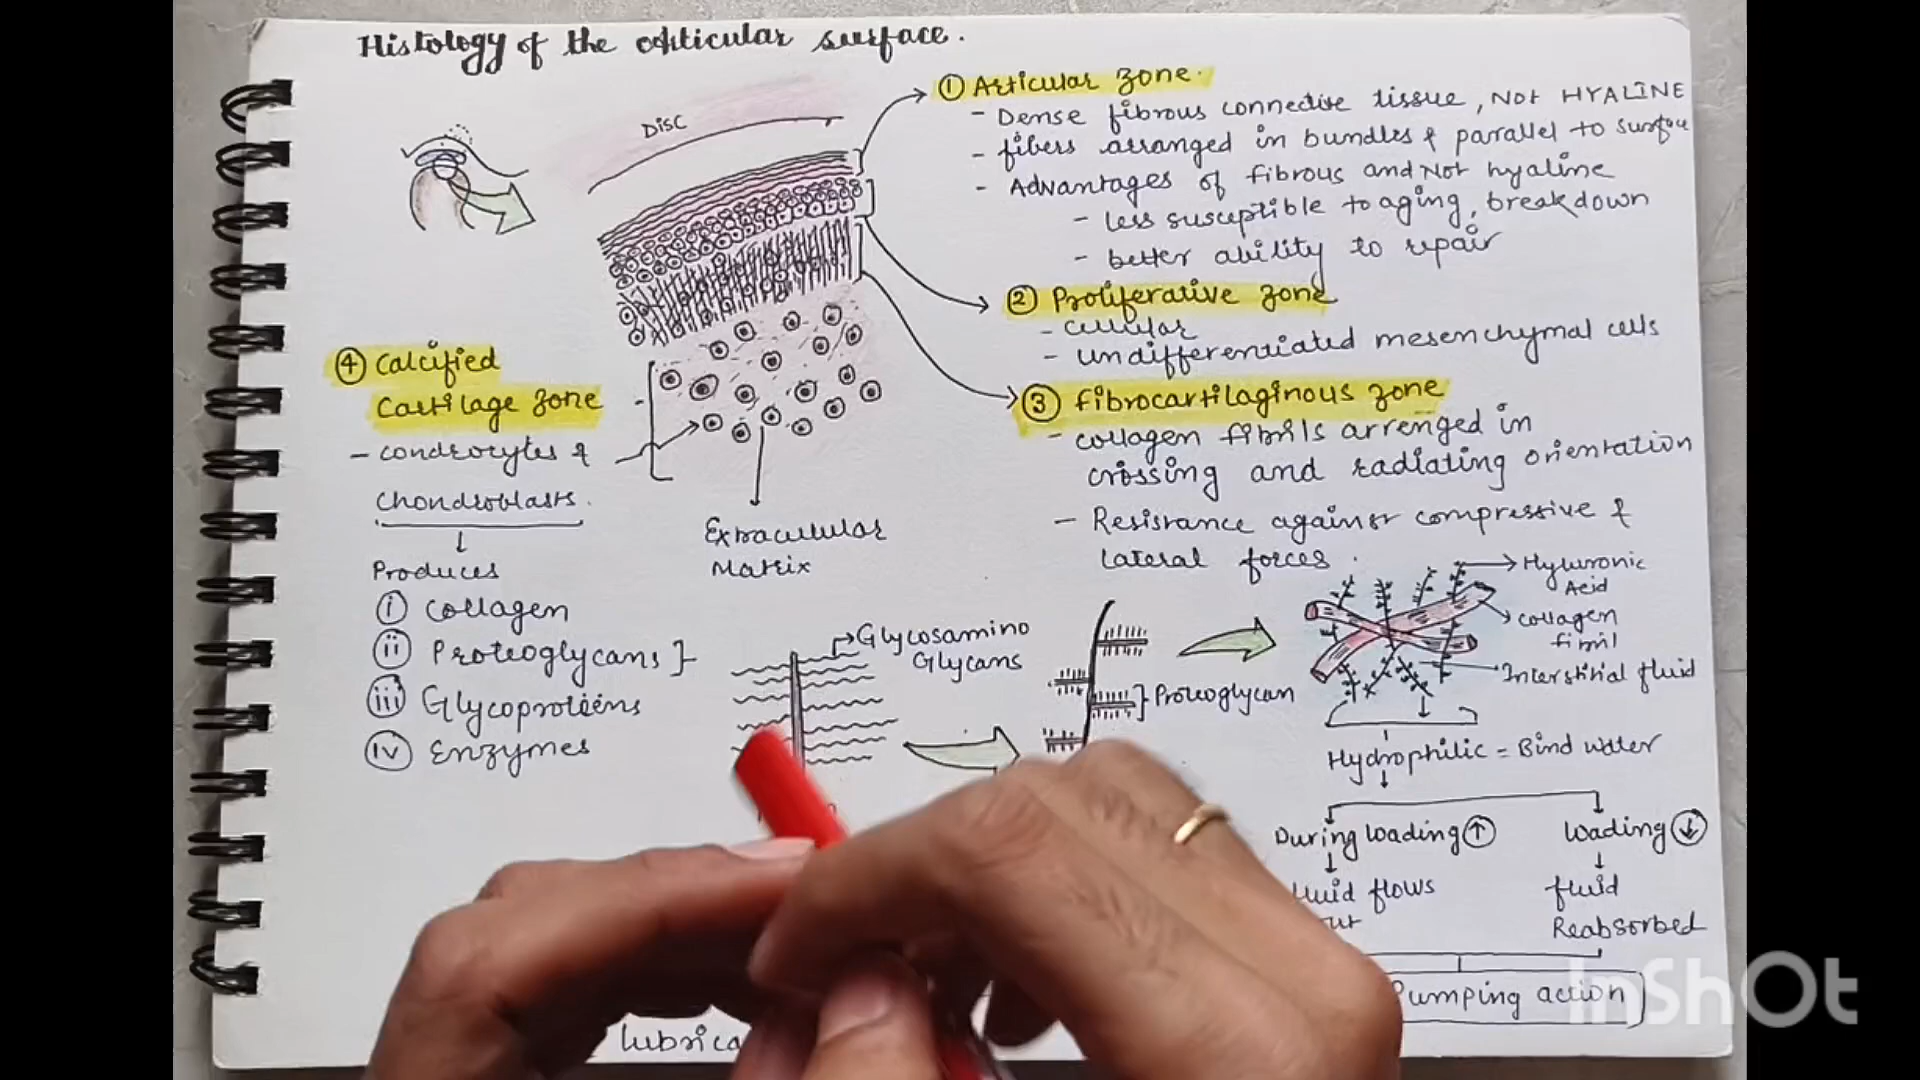 Histology of the articular surface.
Disc
① Articular zone.
- Dense fibrous connective tissue, NOT HYALINE
- fibers arranged in bundles & parallel to surface
- Advantages of fibrous and Not hyaline
- less susceptible to aging, breakdown
- better ability to repair
② Proliferative zone
- cellular
- undifferentiated mesenchymal cells
③ fibrocartilaginous zone
- collagen fibrils arrenged in
crossing and radiating orientation
- Resistance against compressive &
lateral forces.
④ Calcified
Cartilage zone
- condrocytes &
Chondroblasts.
Produces
i Collagen
ii Proteoglycans }
iii Glycoproteins
iv Enzymes
Extracellular
Matrix
Glycosamino
Glycans
Proteoglycan
Hyluronic
Acid
collagen
fibril
Interstitial fluid
Hydrophilic = Bind water
During loading ↑
fluid flows
Loading ↓
fluid
Reabsorbed
Pumping action
InShOt